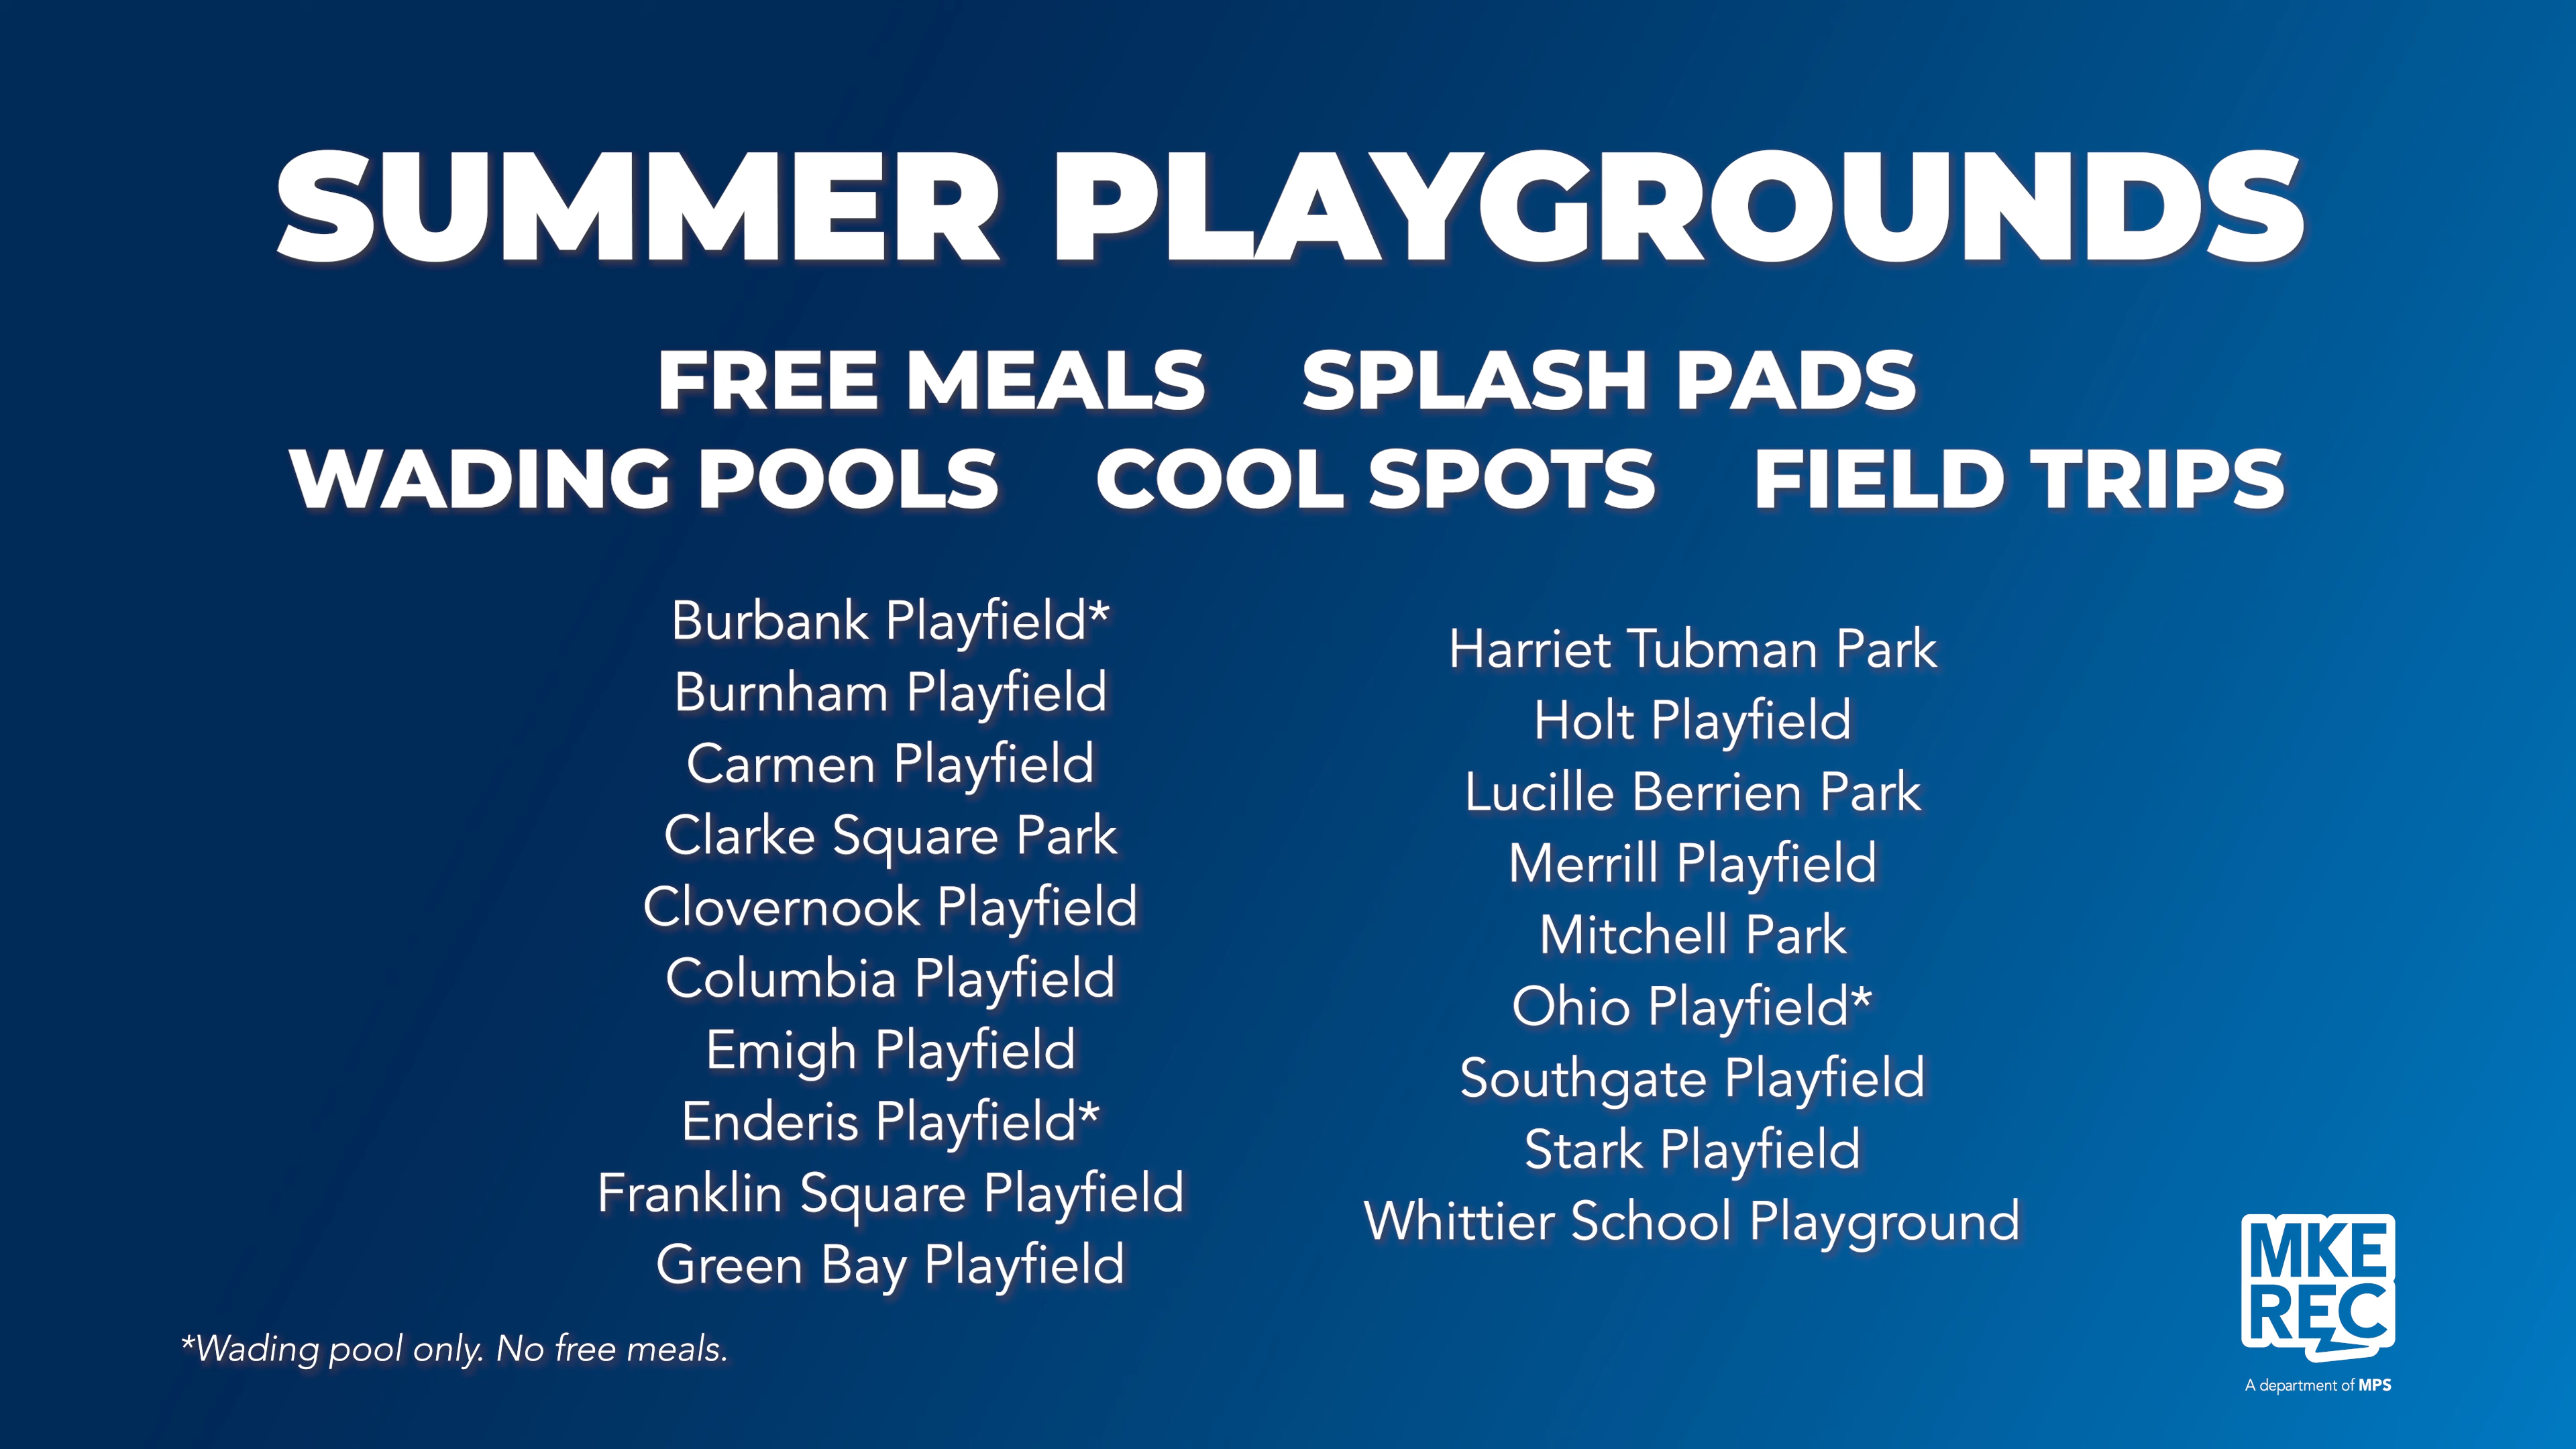 SUMMER PLAYGROUNDS
FREE MEALS SPLASH PADS
WADING POOLS COOL SPOTS FIELD TRIPS
Burbank Playfield*
Burnham Playfield
Carmen Playfield
Clarke Square Park
Clovernook Playfield
Columbia Playfield
Emigh Playfield
Enderis Playfield*
Franklin Square Playfield
Green Bay Playfield
Harriet Tubman Park
Holt Playfield
Lucille Berrien Park
Merrill Playfield
Mitchell Park
Ohio Playfield*
Southgate Playfield
Stark Playfield
Whittier School Playground
*Wading pool only. No free meals.
MKE
REC
A department of MPS